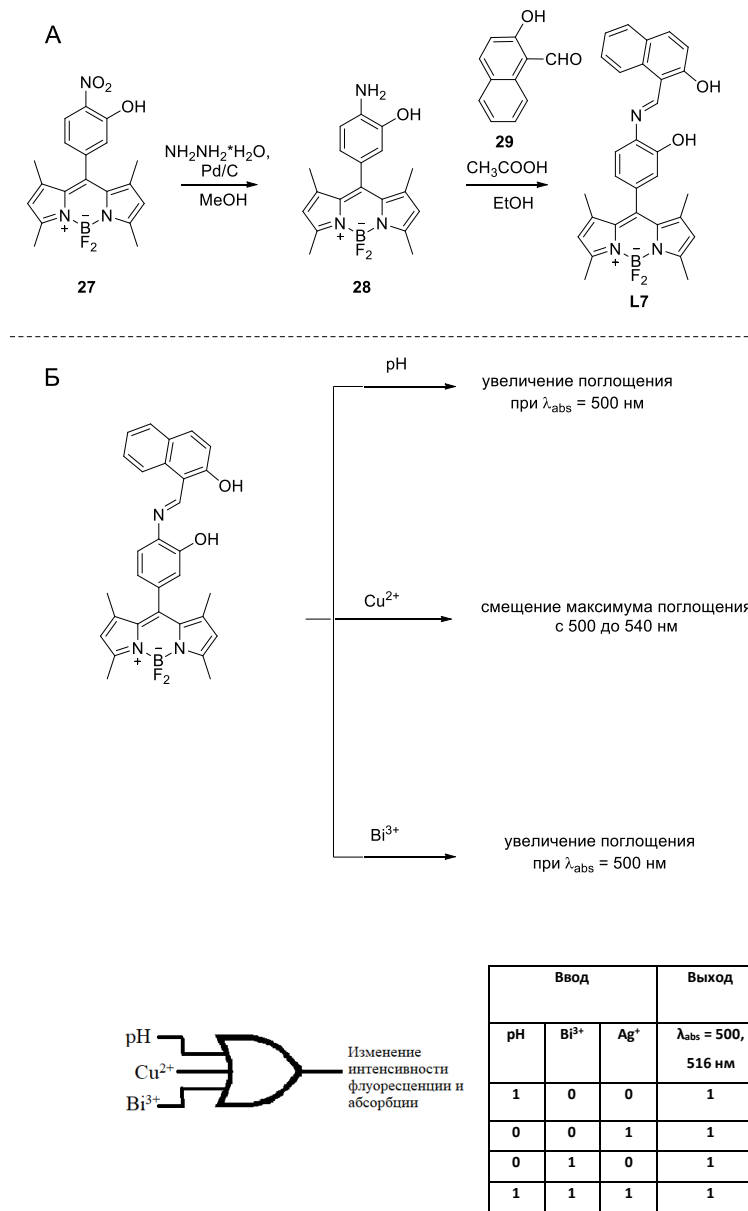 А
NO2
OH
N
N
+
−
B
F2
27
NH2NH2*H2O,
Pd/C
MeOH
NH2
OH
N
N
+
−
B
F2
28
OH
CHO
29
CH3COOH
EtOH
OH
N
OH
N
N
+
−
B
F2
L7
Б
OH
N
OH
N
N
+
−
B
F2
pH
увеличение поглощения
при λabs = 500 нм
Cu2+
смещение максимума поглощения
с 500 до 540 нм
Bi3+
увеличение поглощения
при λabs = 500 нм
pH
Cu2+
Bi3+
Изменение
интенсивности
флуоресценции и
абсорбции
Ввод Выход
pH Bi3+ Ag+ λabs = 500,
516 нм
1 0 0 1
0 0 1 1
0 1 0 1
1 1 1 1